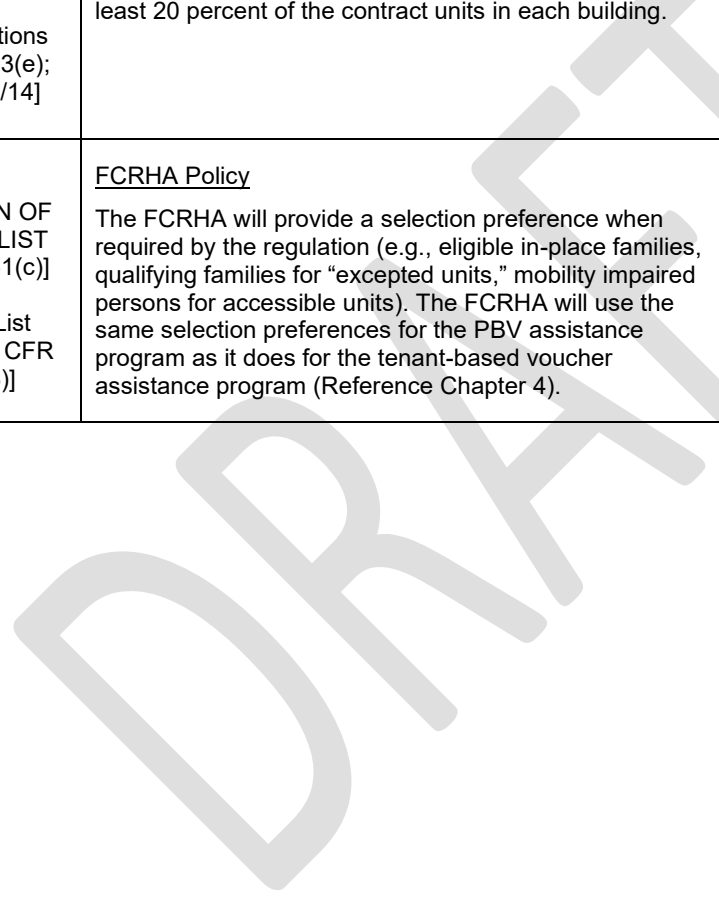 least 20 percent of the contract units in each building.
tions
3(e);
/14]
N OF
LIST
1(c)]
List
CFR
)]
FCRHA Policy
The FCRHA will provide a selection preference when
required by the regulation (e.g., eligible in-place families,
qualifying families for “excepted units,” mobility impaired
persons for accessible units). The FCRHA will use the
same selection preferences for the PBV assistance
program as it does for the tenant-based voucher
assistance program (Reference Chapter 4).
DRAFT